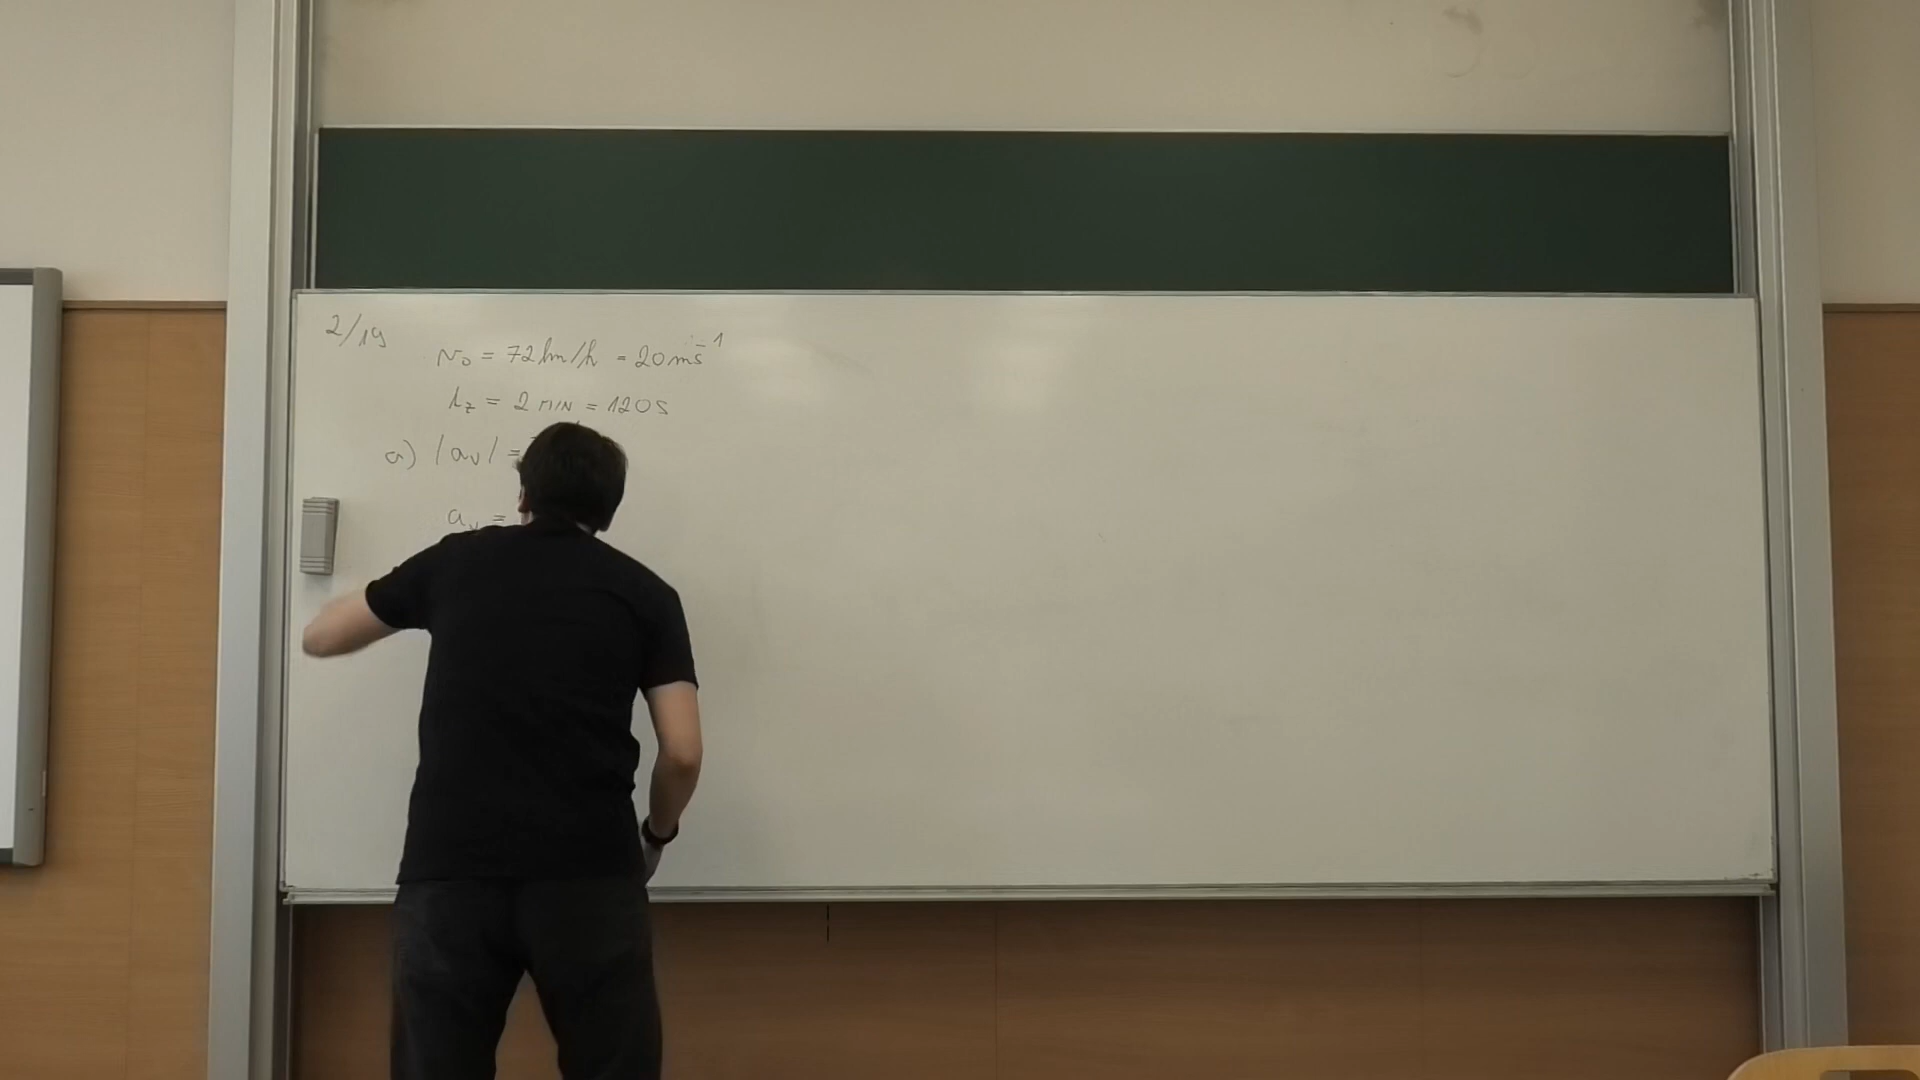 2/19
v₀ = 72 km/h = 20 ms⁻¹
t_z = 2 MIN = 120 S
a) |a_v| =
a_v =